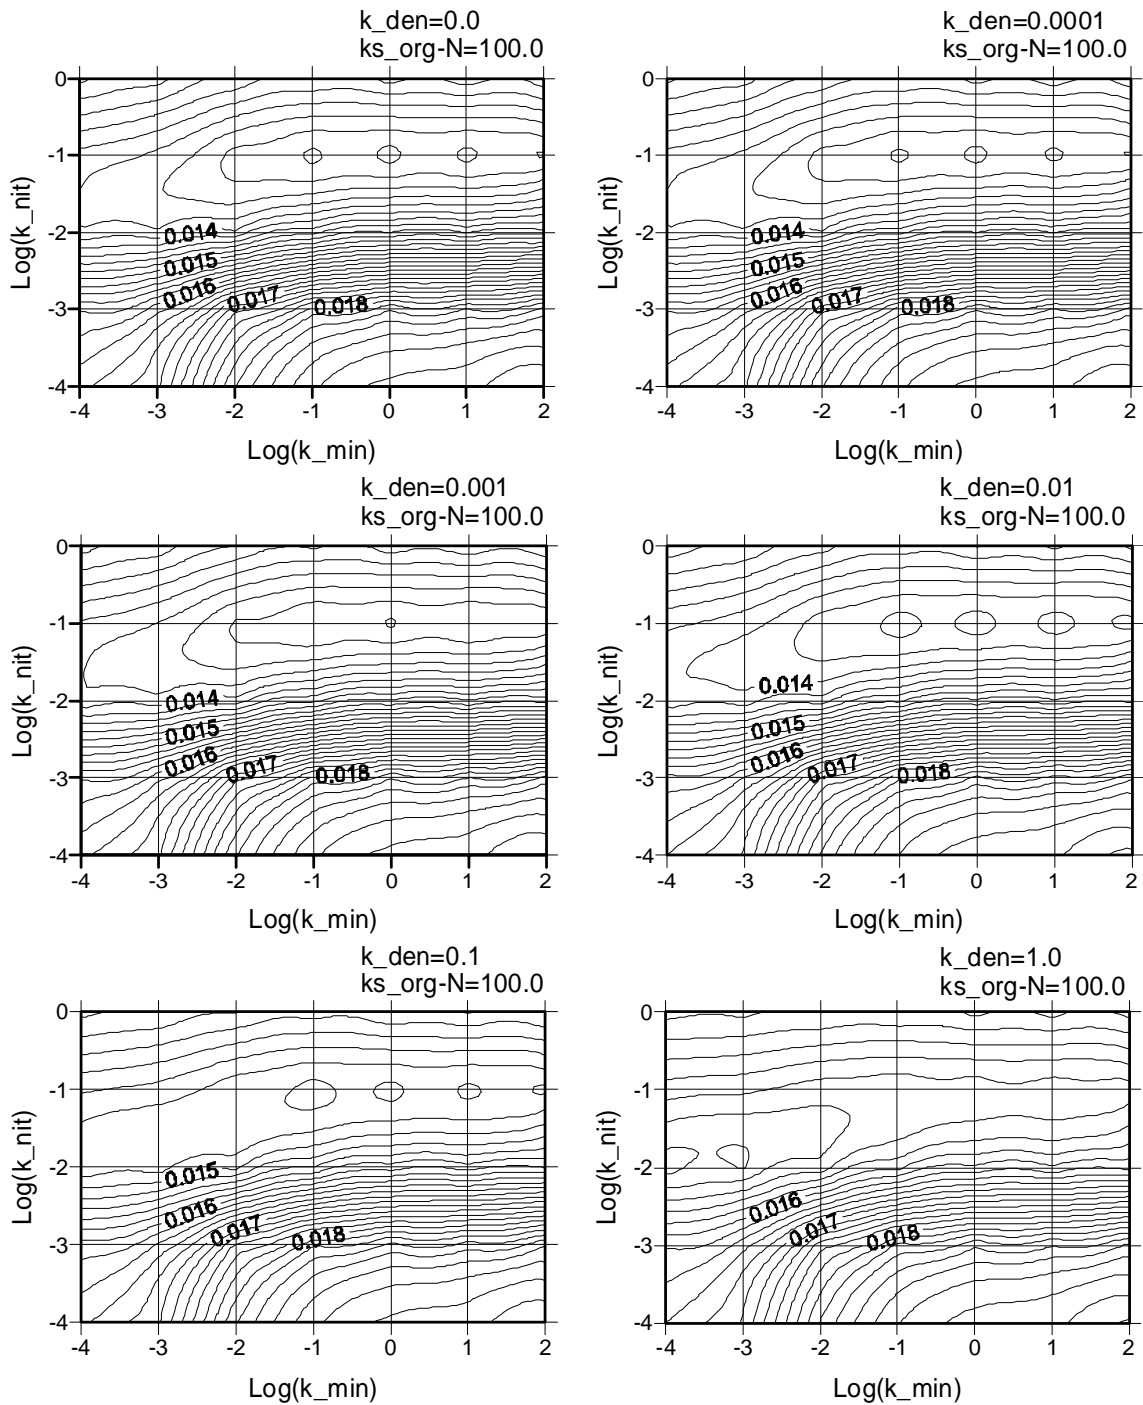 k_den=0.0
ks_org-N=100.0
0
-1
-2
-3
-4
Log(k_nit)
0.014
0.015
0.016
0.017
0.018
-4 -3 -2 -1 0 1 2
Log(k_min)
k_den=0.0001
ks_org-N=100.0
0
-1
-2
-3
-4
Log(k_nit)
0.014
0.015
0.016
0.017
0.018
-4 -3 -2 -1 0 1 2
Log(k_min)
k_den=0.001
ks_org-N=100.0
0
-1
-2
-3
-4
Log(k_nit)
0.014
0.015
0.016
0.017
0.018
-4 -3 -2 -1 0 1 2
Log(k_min)
k_den=0.01
ks_org-N=100.0
0
-1
-2
-3
-4
Log(k_nit)
0.014
0.015
0.016
0.017
0.018
-4 -3 -2 -1 0 1 2
Log(k_min)
k_den=0.1
ks_org-N=100.0
0
-1
-2
-3
-4
Log(k_nit)
0.015
0.016
0.017
0.018
-4 -3 -2 -1 0 1 2
Log(k_min)
k_den=1.0
ks_org-N=100.0
0
-1
-2
-3
-4
Log(k_nit)
0.016
0.017
0.018
-4 -3 -2 -1 0 1 2
Log(k_min)